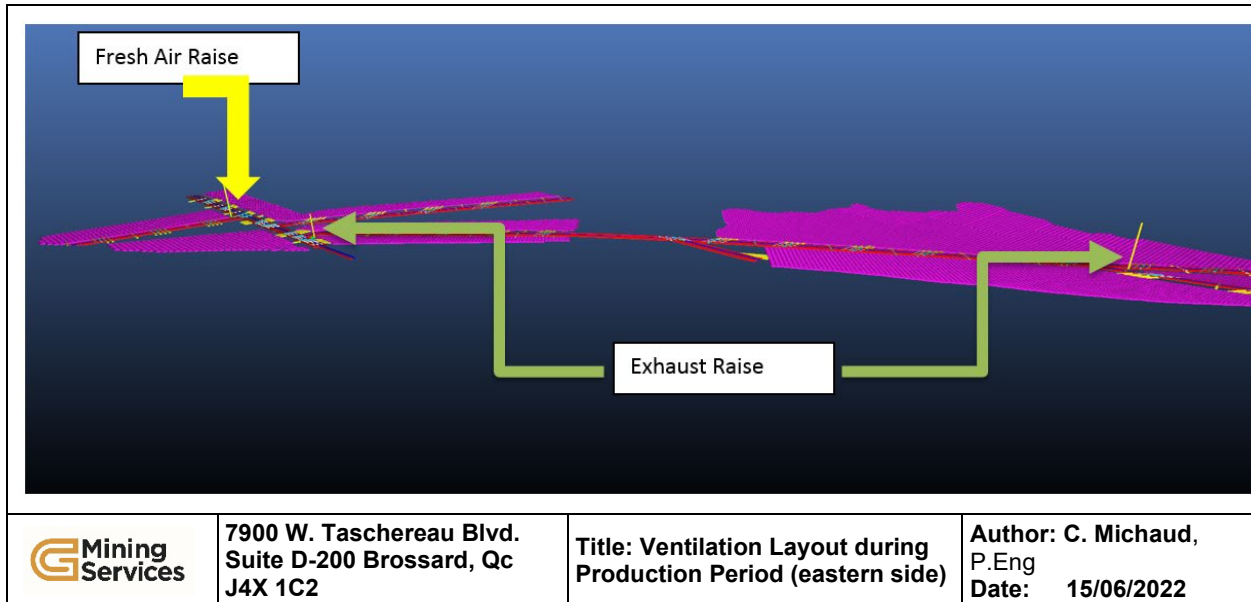 Fresh Air Raise
Exhaust Raise
G Mining
Services
7900 W. Taschereau Blvd.
Suite D-200 Brossard, Qc
J4X 1C2
Title: Ventilation Layout during
Production Period (eastern side)
Author: C. Michaud,
P.Eng
Date: 15/06/2022